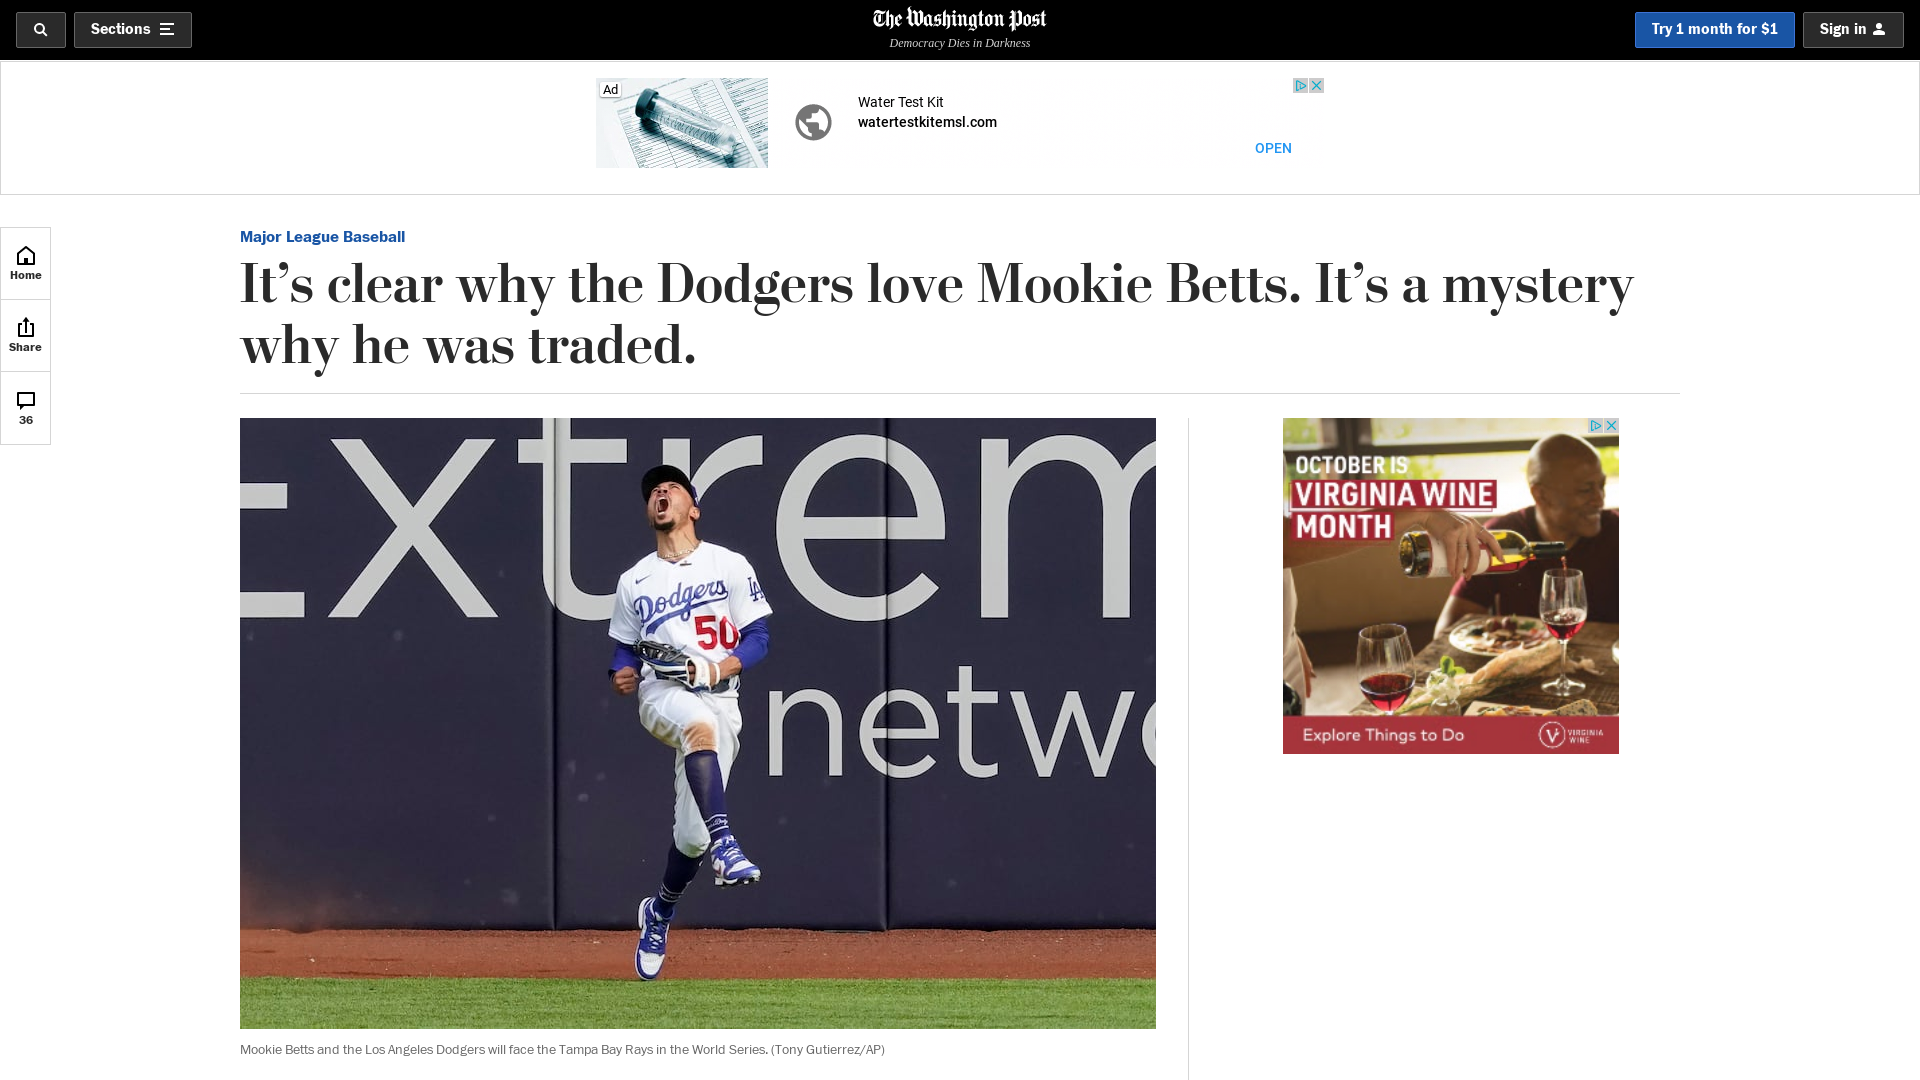 Sections
The Washington Post
Democracy Dies in Darkness
Try 1 month for $1
Sign in
Ad
Water Test Kit
watertestkitemsl.com
OPEN
Home
Share
36
Major League Baseball
It’s clear why the Dodgers love Mookie Betts. It’s a mystery
why he was traded.
Extrem
netwo
Dodgers
LA
50
OCTOBER IS
VIRGINIA WINE
MONTH
Explore Things to Do
VIRGINIA
WINE
Mookie Betts and the Los Angeles Dodgers will face the Tampa Bay Rays in the World Series. (Tony Gutierrez/AP)